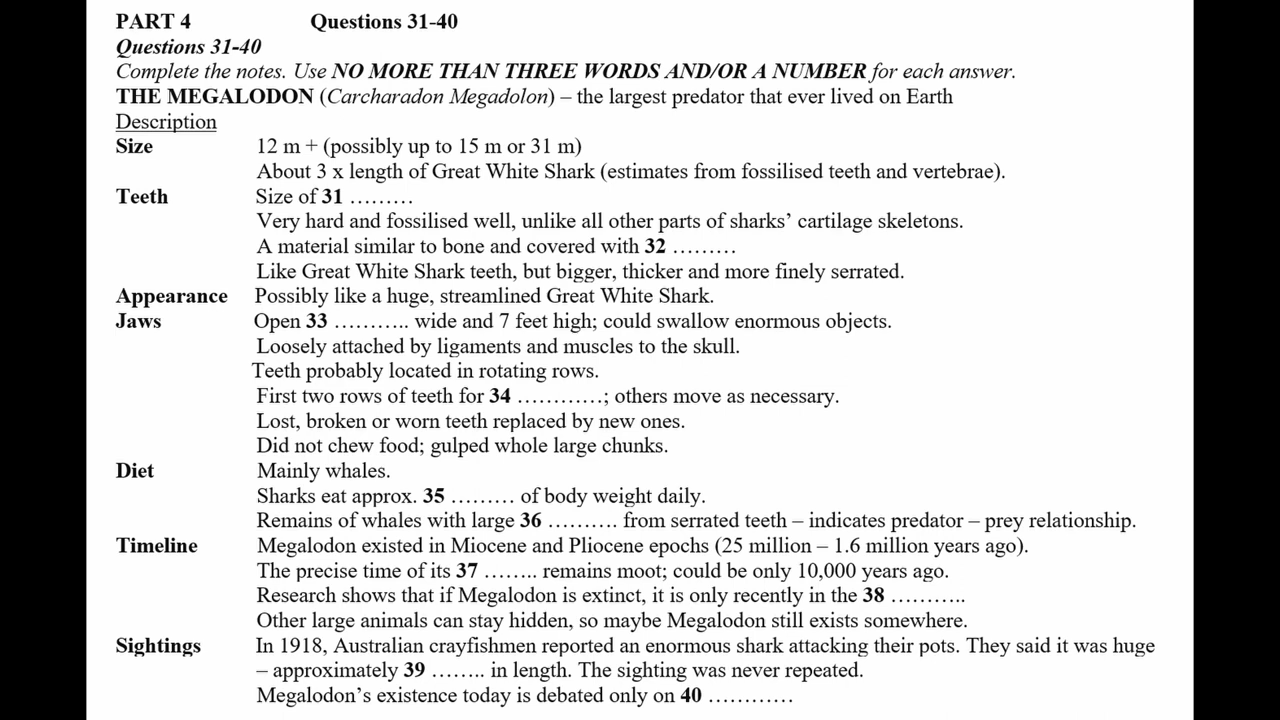 PART 4 Questions 31-40
Questions 31-40
Complete the notes. Use NO MORE THAN THREE WORDS AND/OR A NUMBER for each answer.
THE MEGALODON (Carcharadon Megadolon) – the largest predator that ever lived on Earth
Description
Size 12 m + (possibly up to 15 m or 31 m)
About 3 x length of Great White Shark (estimates from fossilised teeth and vertebrae).
Teeth Size of 31 ………
Very hard and fossilised well, unlike all other parts of sharks’ cartilage skeletons.
A material similar to bone and covered with 32 ………
Like Great White Shark teeth, but bigger, thicker and more finely serrated.
Appearance Possibly like a huge, streamlined Great White Shark.
Jaws Open 33 ……….. wide and 7 feet high; could swallow enormous objects.
Loosely attached by ligaments and muscles to the skull.
Teeth probably located in rotating rows.
First two rows of teeth for 34 …………; others move as necessary.
Lost, broken or worn teeth replaced by new ones.
Did not chew food; gulped whole large chunks.
Diet Mainly whales.
Sharks eat approx. 35 ……… of body weight daily.
Remains of whales with large 36 ………. from serrated teeth – indicates predator – prey relationship.
Timeline Megalodon existed in Miocene and Pliocene epochs (25 million – 1.6 million years ago).
The precise time of its 37 …….. remains moot; could be only 10,000 years ago.
Research shows that if Megalodon is extinct, it is only recently in the 38 ………..
Other large animals can stay hidden, so maybe Megalodon still exists somewhere.
Sightings In 1918, Australian crayfishmen reported an enormous shark attacking their pots. They said it was huge
– approximately 39 …….. in length. The sighting was never repeated.
Megalodon’s existence today is debated only on 40 …………